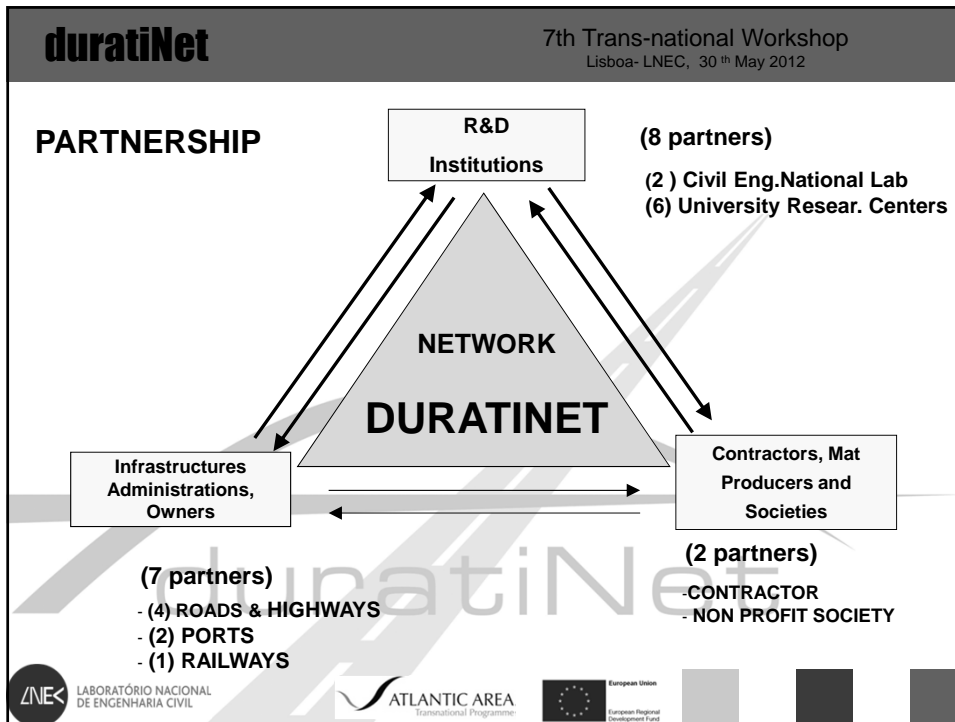 duratiNet
7th Trans-national Workshop
Lisboa- LNEC, 30 th May 2012
PARTNERSHIP
R&D
Institutions
(8 partners)
(2 ) Civil Eng.National Lab
(6) University Resear. Centers
NETWORK
DURATINET
Infrastructures
Administrations,
Owners
Contractors, Mat
Producers and
Societies
(7 partners)
- (4) ROADS & HIGHWAYS
- (2) PORTS
- (1) RAILWAYS
(2 partners)
-CONTRACTOR
- NON PROFIT SOCIETY
duratiNet
LNEC
LABORATÓRIO NACIONAL
DE ENGENHARIA CIVIL
ATLANTIC AREA
Transnational Programme
European Union
European Regional
Development Fund